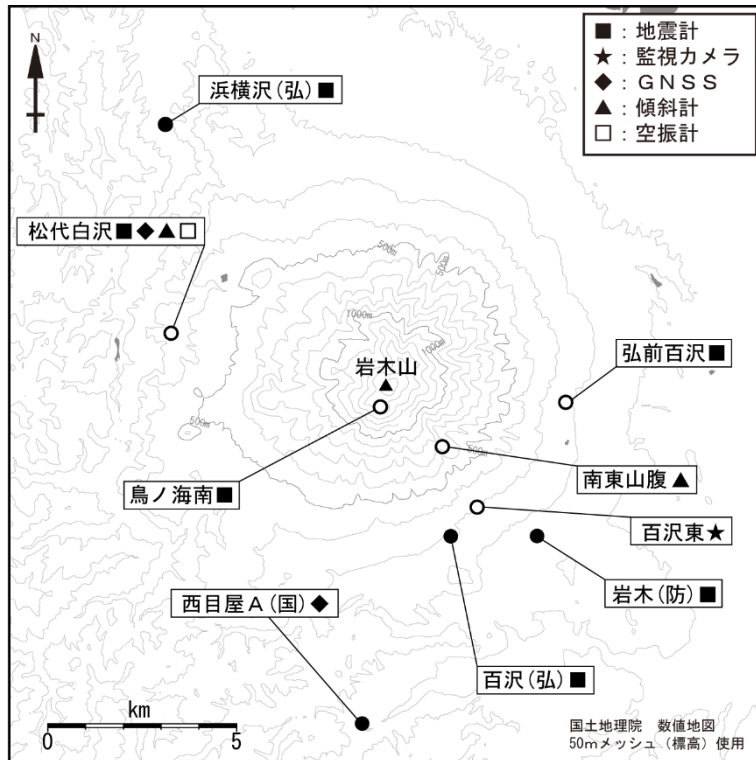 ■：地震計
★：監視カメラ
◆：ＧＮＳＳ
▲：傾斜計
□：空振計
N
浜横沢(弘)■
松代白沢■◆▲□
500m
500m
1000m
1000m
岩木山
弘前百沢■
500m
500m
鳥ノ海南■
南東山腹▲
百沢東★
西目屋Ａ(国)◆
岩木(防)■
百沢(弘)■
km
0 5
国土地理院　数値地図
50mメッシュ（標高）使用